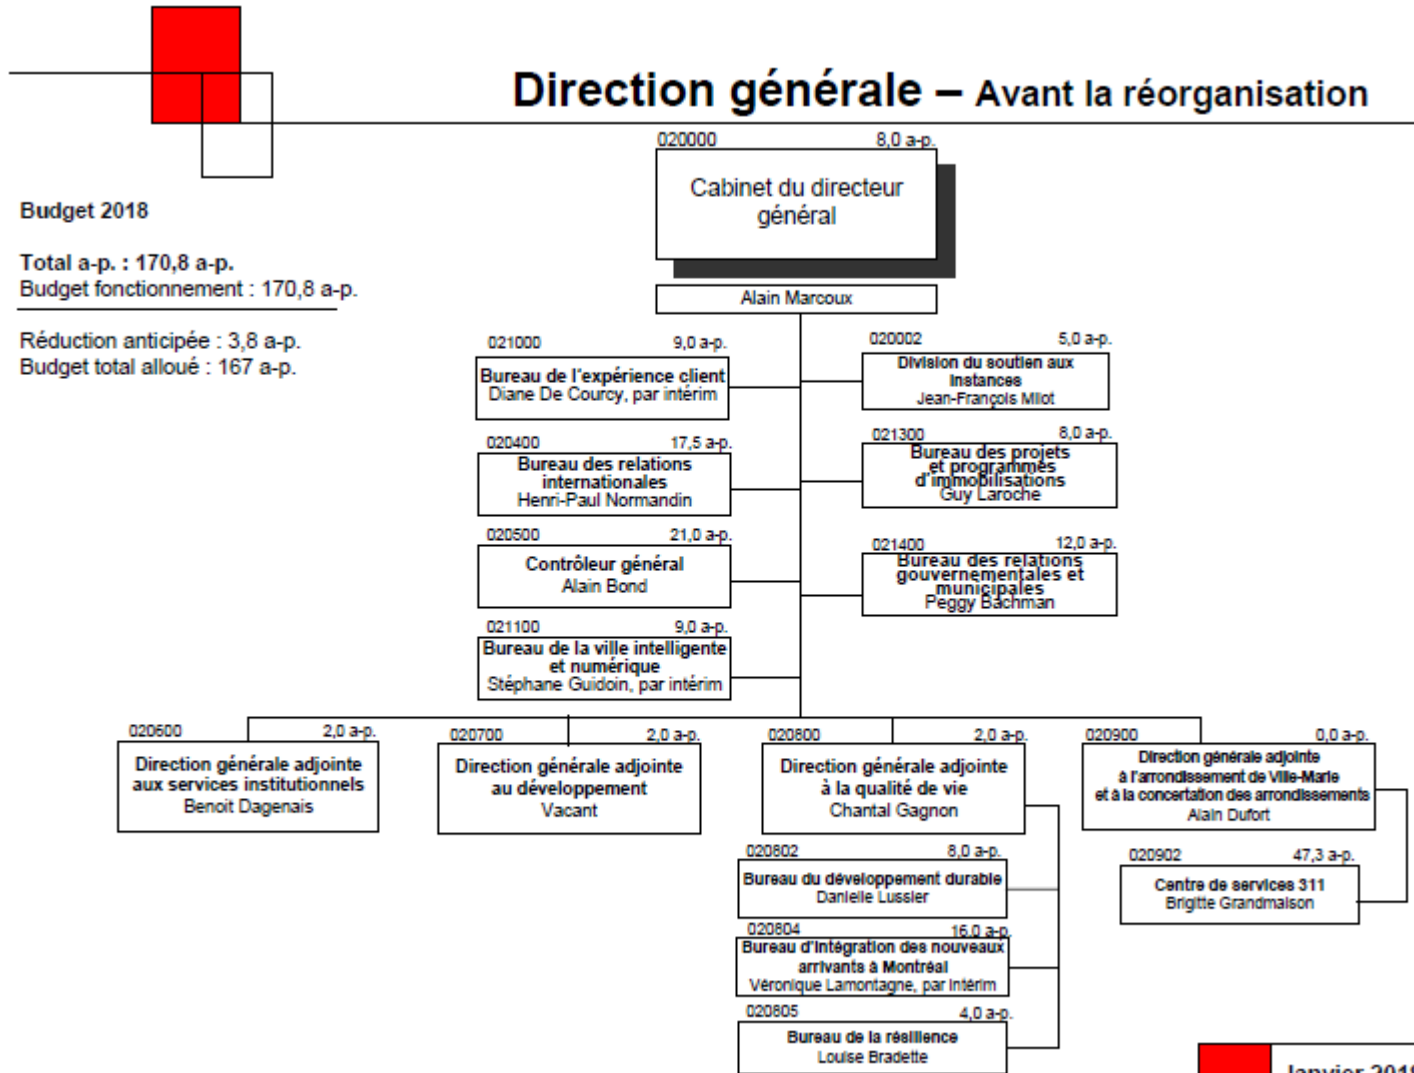 Direction générale – Avant la réorganisation
020000 8,0 a-p.
Cabinet du directeur
général
Alain Marcoux
Budget 2018
Total a-p. : 170,8 a-p.
Budget fonctionnement : 170,8 a-p.
Réduction anticipée : 3,8 a-p.
Budget total alloué : 167 a-p.
021000 9,0 a-p.
Bureau de l'expérience client
Diane De Courcy, par intérim
020002 5,0 a-p.
Division du soutien aux
instances
Jean-François Milot
020400 17,5 a-p.
Bureau des relations
internationales
Henri-Paul Normandin
021300 8,0 a-p.
Bureau des projets
et programmes
d'immobilisations
Guy Laroche
020500 21,0 a-p.
Contrôleur général
Alain Bond
021400 12,0 a-p.
Bureau des relations
gouvernementales et
municipales
Peggy Bachman
021100 9,0 a-p.
Bureau de la ville intelligente
et numérique
Stéphane Guidoin, par intérim
020600 2,0 a-p.
Direction générale adjointe
aux services institutionnels
Benoit Dagenais
020700 2,0 a-p.
Direction générale adjointe
au développement
Vacant
020800 2,0 a-p.
Direction générale adjointe
à la qualité de vie
Chantal Gagnon
020900 0,0 a-p.
Direction générale adjointe
à l'arrondissement de Ville-Marie
et à la concertation des arrondissements
Alain Dufort
020802 8,0 a-p.
Bureau du développement durable
Danielle Lussier
020902 47,3 a-p.
Centre de services 311
Brigitte Grandmaison
020804 16,0 a-p.
Bureau d'intégration des nouveaux
arrivants à Montréal
Véronique Lamontagne, par intérim
020805 4,0 a-p.
Bureau de la résilience
Louise Bradette
Janvier 2018